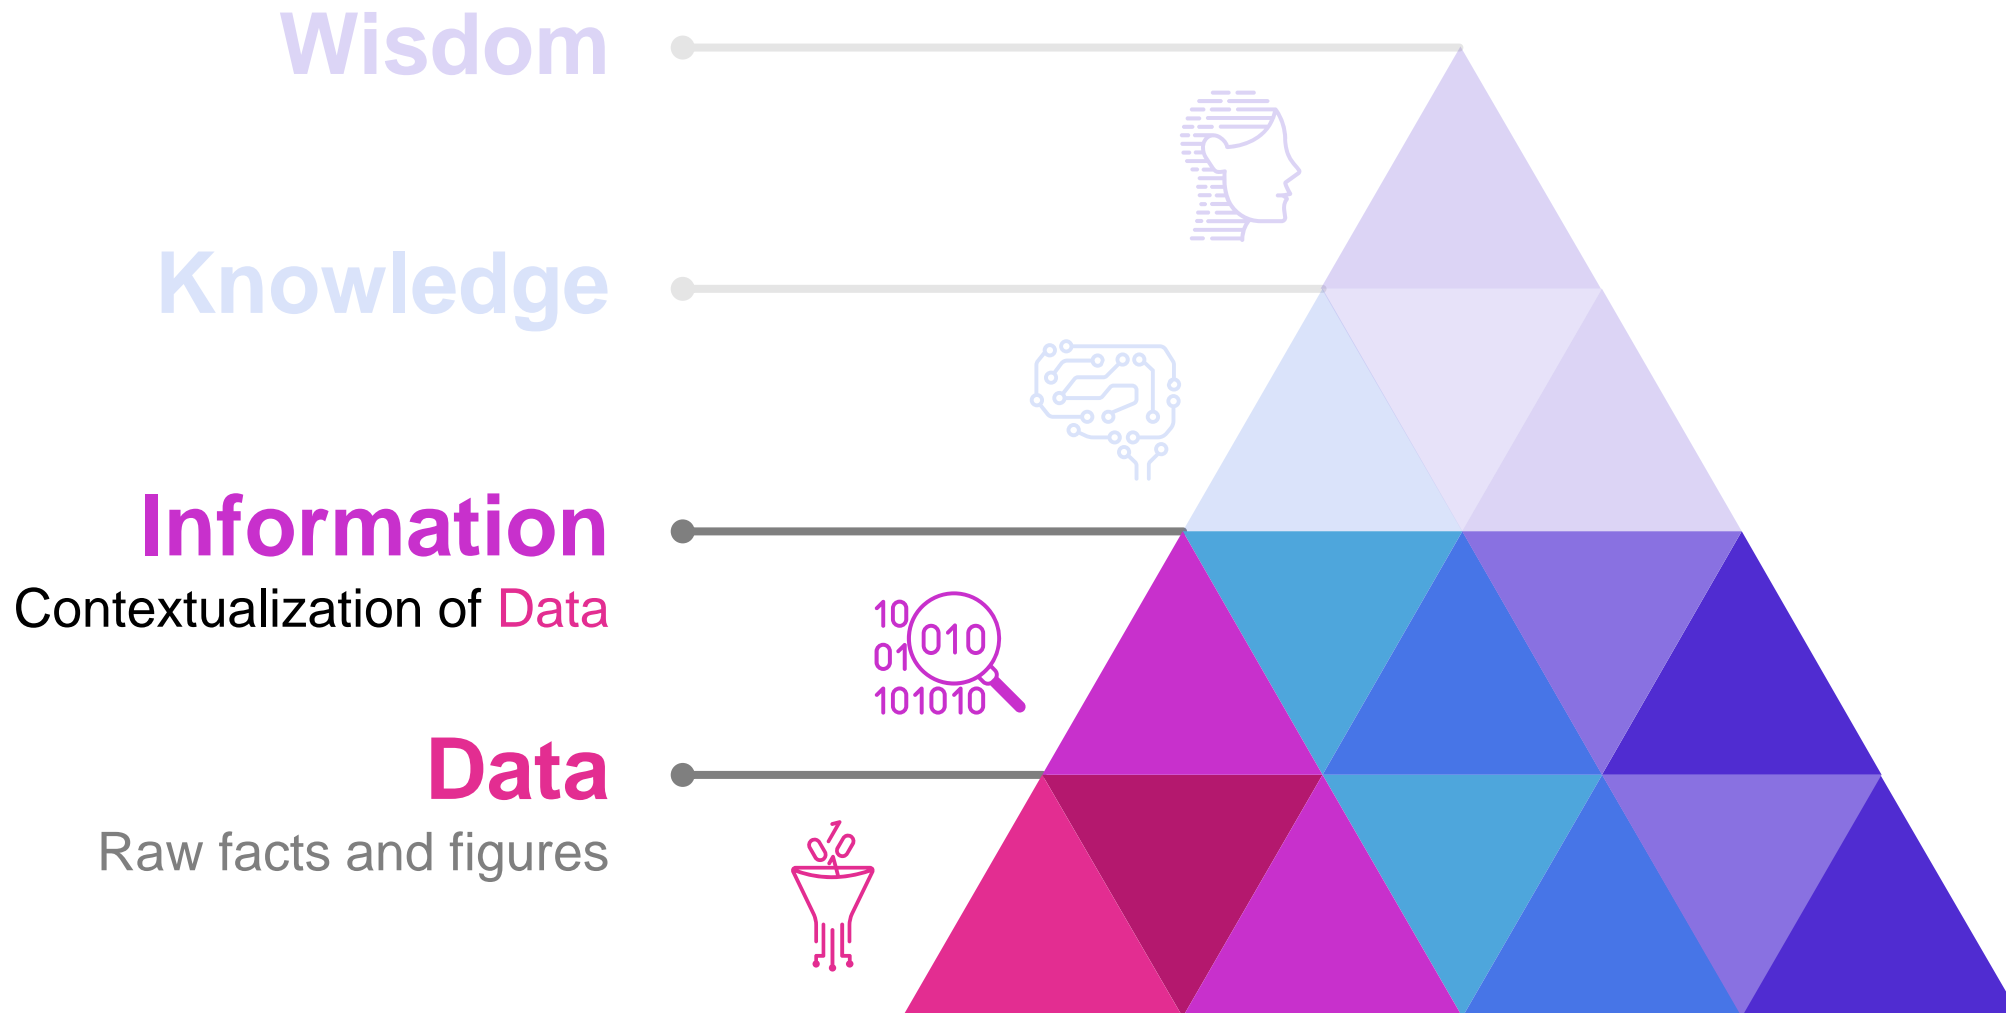 Wisdom
Knowledge
Information
Contextualization of Data
10
010
01
101010
Data
Raw facts and figures